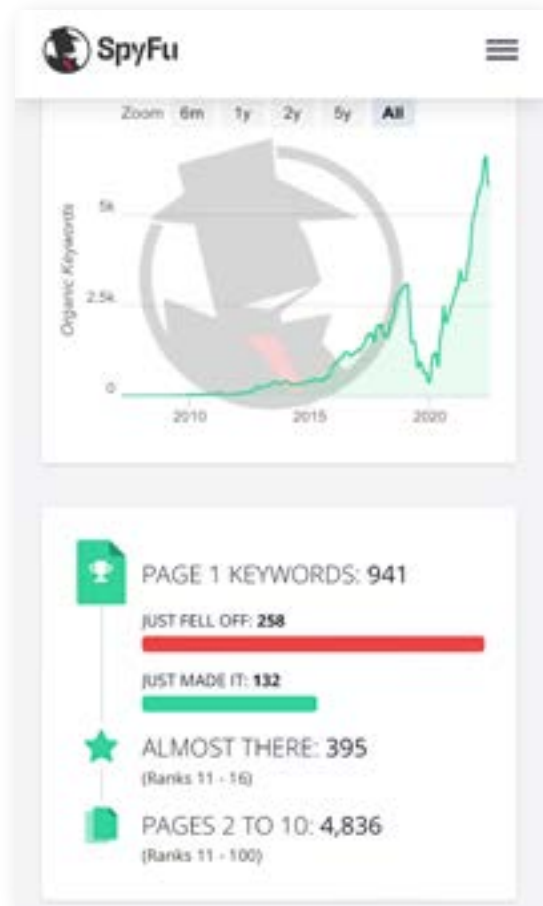 SpyFu
Zoom 6m 1y 2y 5y All
Organic Keywords
5k
2.5k
0
2010 2015 2020
PAGE 1 KEYWORDS: 941
JUST FELL OFF: 258
JUST MADE IT: 132
ALMOST THERE: 395
(Ranks 11 - 16)
PAGES 2 TO 10: 4,836
(Ranks 11 - 100)